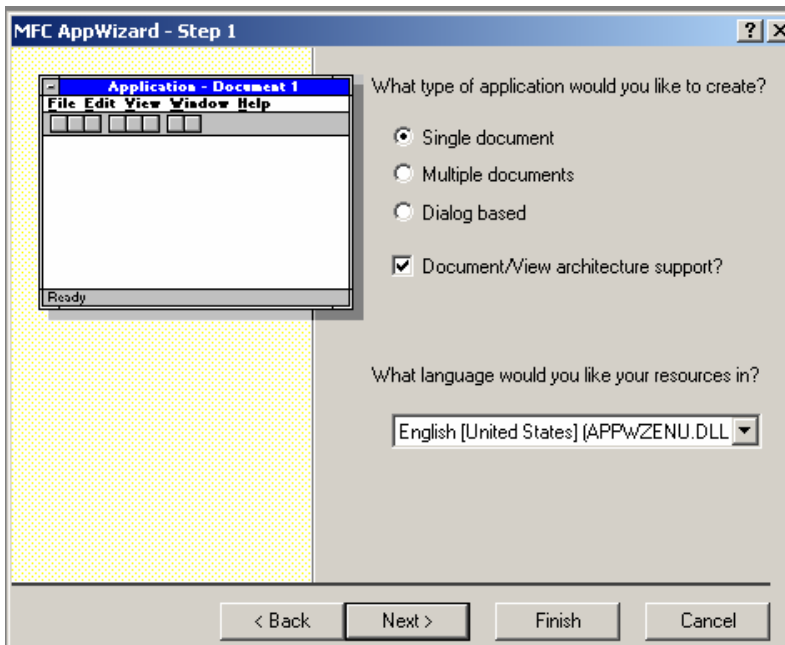 MFC AppWizard - Step 1
Application - Document 1
File Edit View Window Help
Ready
What type of application would you like to create?
Single document
Multiple documents
Dialog based
Document/View architecture support?
What language would you like your resources in?
English [United States] (APPWZENU.DLL
< Back Next > Finish Cancel